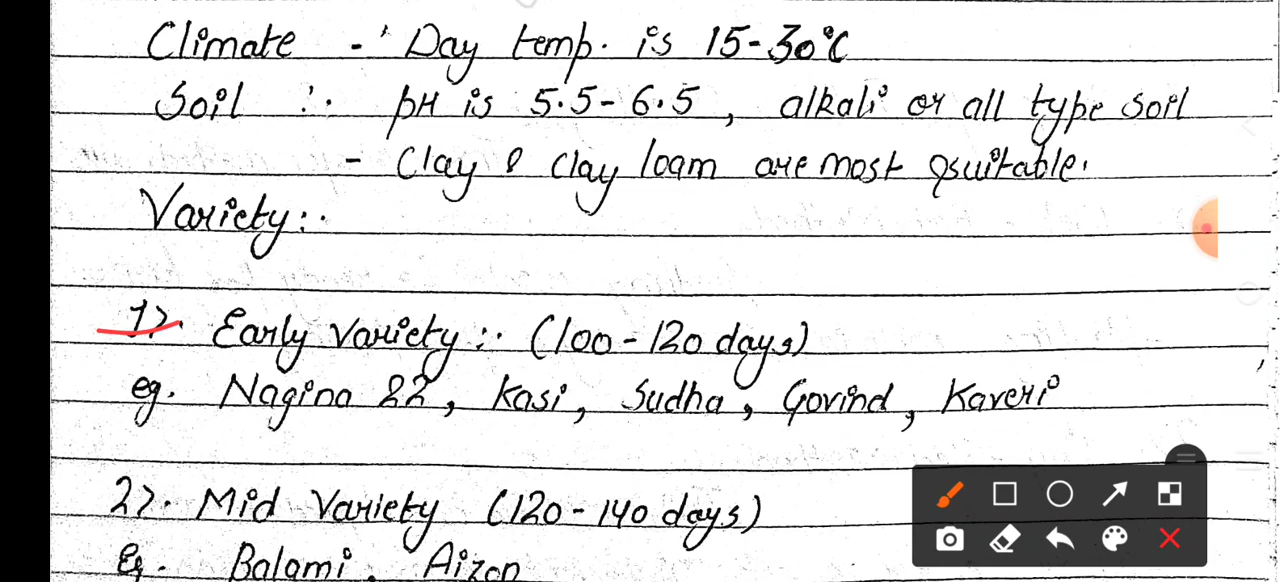 Climate - Day temp. is 15-30°C
Soil :- pH is 5.5-6.5, alkali or all type soil
- Clay & clay loam are most suitable.
Variety:-
1). Early Variety:- (100-120 days)
eg. Nagina 22, Kasi, Sudha, Govind, Kaveri
2). Mid Variety (120-140 days)
Eg. Balami, Aizon